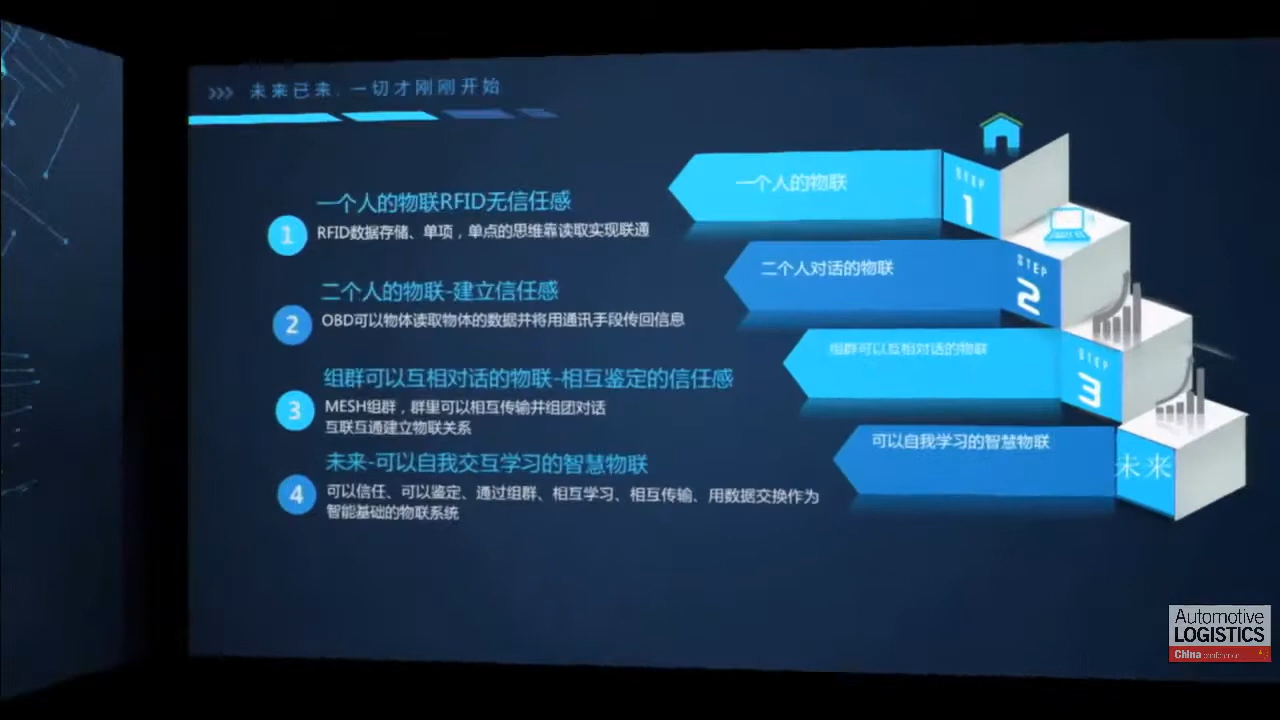 >>> 未来已来，一切才刚刚开始
1
一个人的物联RFID无信任感
RFID数据存储、单项，单点的思维靠读取实现联通
2
二个人的物联-建立信任感
OBD可以物体读取物体的数据并将用通讯手段传回信息
3
组群可以互相对话的物联-相互鉴定的信任感
MESH组群，群里可以相互传输并组团对话
互联互通建立物联关系
4
未来-可以自我交互学习的智慧物联
可以信任、可以鉴定、通过组群、相互学习、相互传输、用数据交换作为
智能基础的物联系统
一个人的物联
STEP
1
二个人对话的物联
STEP
2
组群可以互相对话的物联
STEP
3
可以自我学习的智慧物联
未来
Automotive
LOGISTICS
China conference